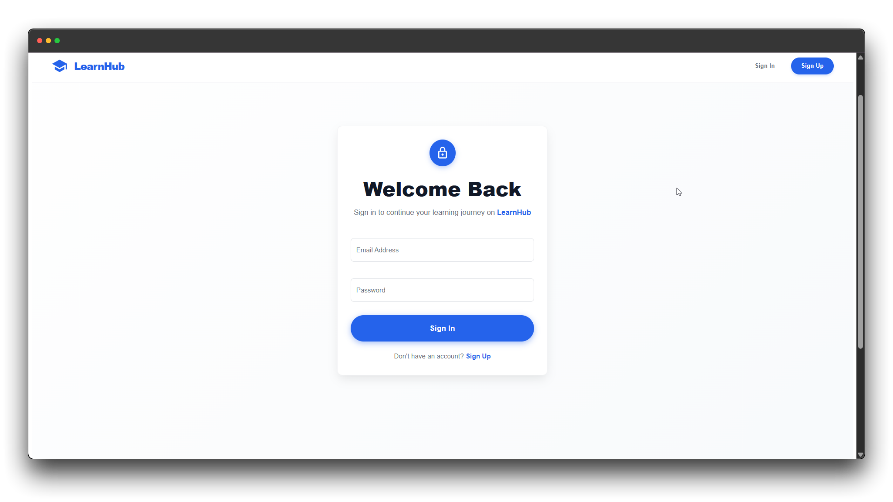 LearnHub
Sign In
Sign Up
Welcome Back
Sign in to continue your learning journey on LearnHub
Email Address
Password
Sign In
Don't have an account? Sign Up